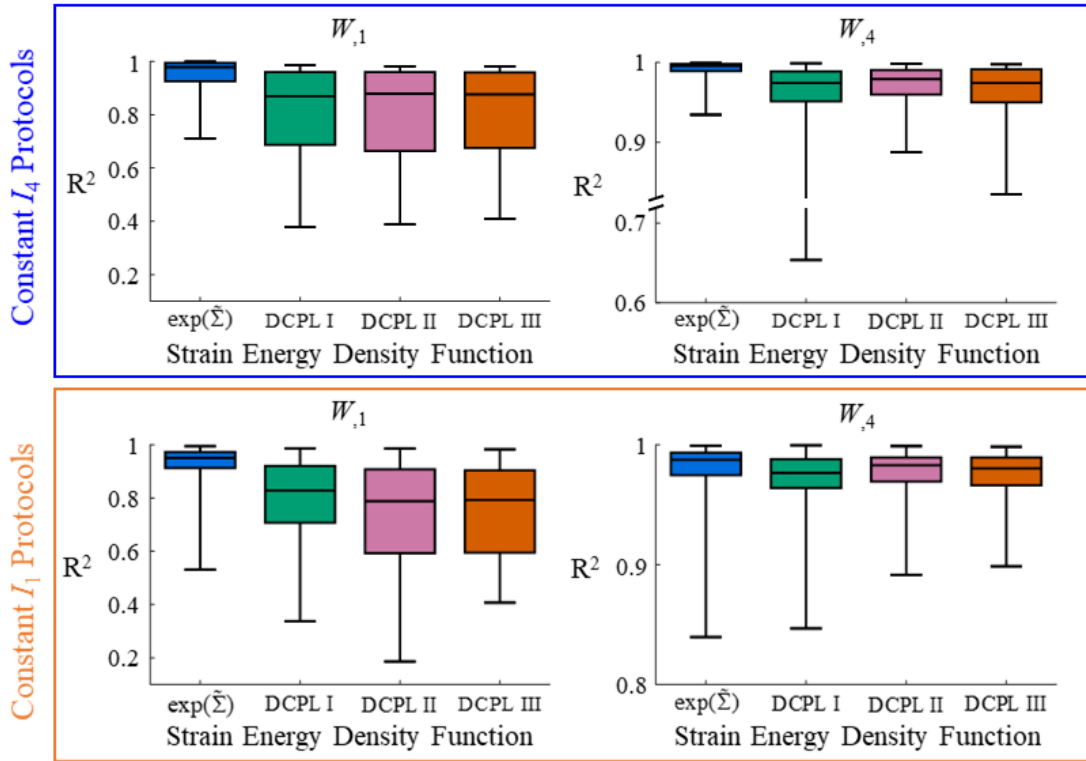 Constant I₄ Protocols
W,₁
R²
1
0.8
0.6
0.4
0.2
exp(Σ̃) DCPL I DCPL II DCPL III
Strain Energy Density Function
W,₄
R²
1
0.9
0.7
0.6
exp(Σ̃) DCPL I DCPL II DCPL III
Strain Energy Density Function
Constant I₁ Protocols
W,₁
R²
1
0.8
0.6
0.4
0.2
exp(Σ̃) DCPL I DCPL II DCPL III
Strain Energy Density Function
W,₄
R²
1
0.9
0.8
exp(Σ̃) DCPL I DCPL II DCPL III
Strain Energy Density Function